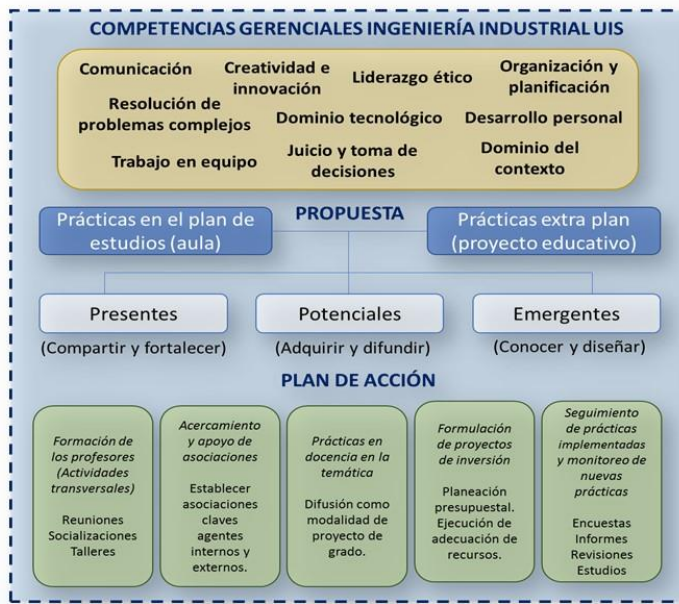 COMPETENCIAS GERENCIALES INGENIERÍA INDUSTRIAL UIS
Comunicación
Creatividad e
innovación
Liderazgo ético
Organización y
planificación
Resolución de
problemas complejos
Dominio tecnológico
Desarrollo personal
Trabajo en equipo
Juicio y toma de
decisiones
Dominio del
contexto
Prácticas en el plan de
estudios (aula)
PROPUESTA
Prácticas extra plan
(proyecto educativo)
Presentes
(Compartir y fortalecer)
Potenciales
(Adquirir y difundir)
Emergentes
(Conocer y diseñar)
PLAN DE ACCIÓN
Formación de
los profesores
(Actividades
transversales)
Reuniones
Socializaciones
Talleres
Acercamiento
y apoyo de
asociaciones
Establecer
asociaciones
claves
agentes
internos y
externos.
Prácticas en
docencia en la
temática
Difusión como
modalidad de
proyecto de
grado.
Formulación
de proyectos
de inversión
Planeación
presupuestal.
Ejecución de
adecuación de
recursos.
Seguimiento
de prácticas
implementadas
y monitoreo de
nuevas
prácticas
Encuestas
Informes
Revisiones
Estudios